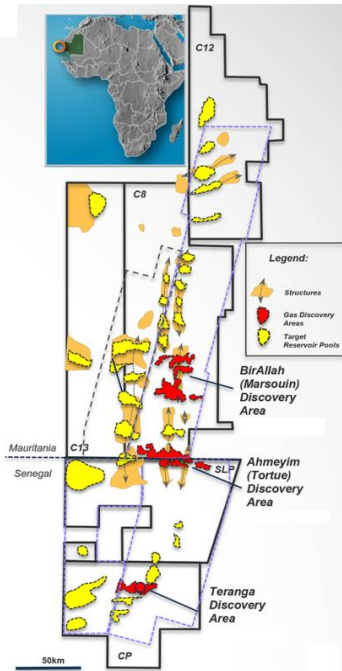 C12
C8
Legend:
Structures
Gas Discovery
Areas
Target
Reservoir Pools
BirAllah
(Marsouin)
Discovery
Area
Mauritania
C13
Senegal
SLP
Ahmeyim
(Tortue)
Discovery
Area
Teranga
Discovery
Area
CP
50km